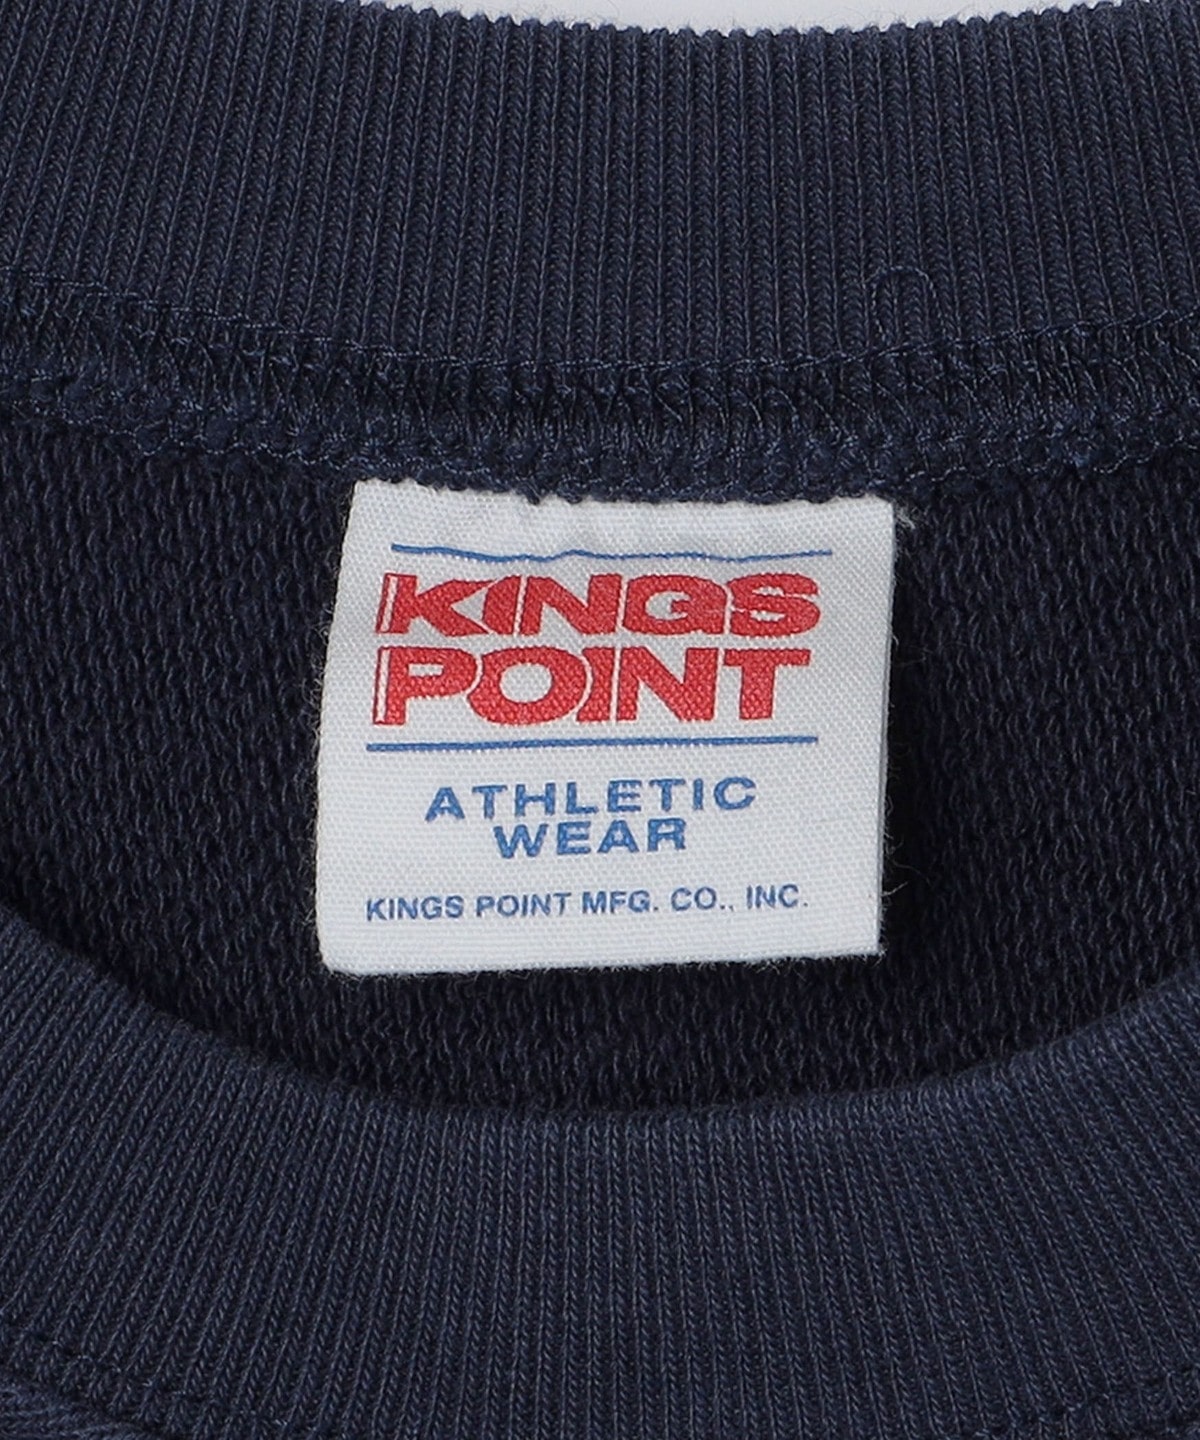 KINGS
POINT
ATHLETIC
WEAR
KINGS POINT MFG. CO., INC.